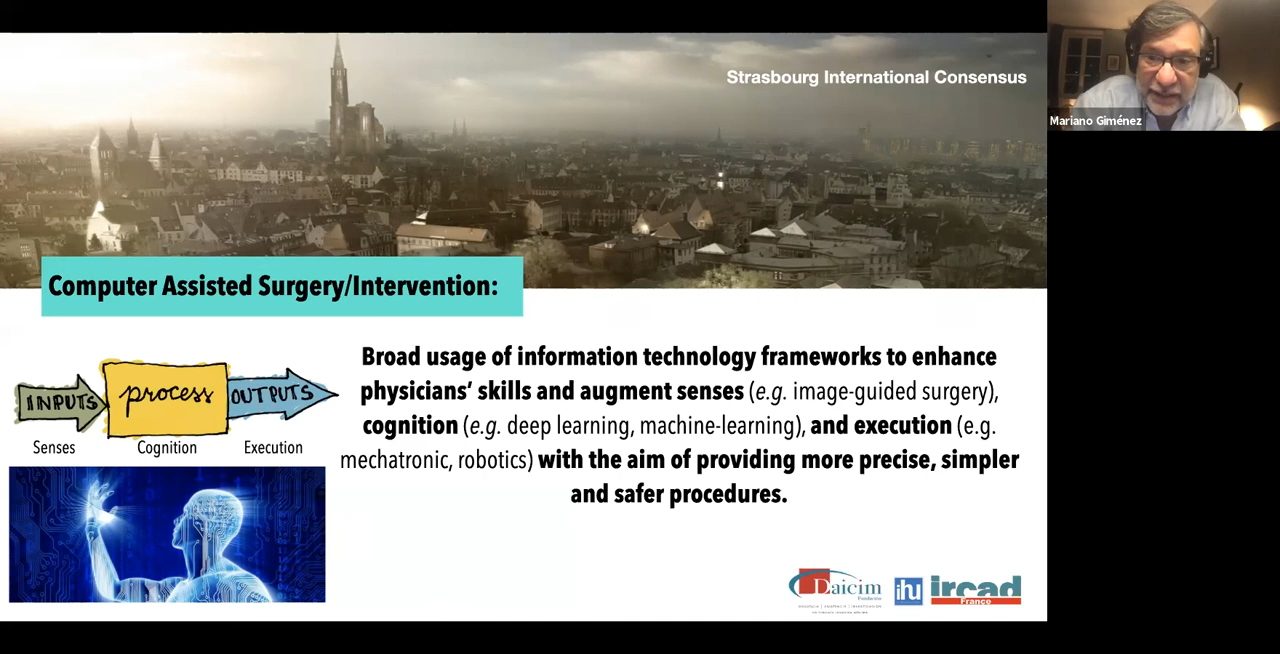 Strasbourg International Consensus
Mariano Giménez
Computer Assisted Surgery/Intervention:
INPUTS
process
OUTPUTS
Senses
Cognition
Execution
Broad usage of information technology frameworks to enhance
physicians’ skills and augment senses (e.g. image-guided surgery),
cognition (e.g. deep learning, machine-learning), and execution (e.g.
mechatronic, robotics) with the aim of providing more precise, simpler
and safer procedures.
Daicim
Fundación
ihu
ircad
France